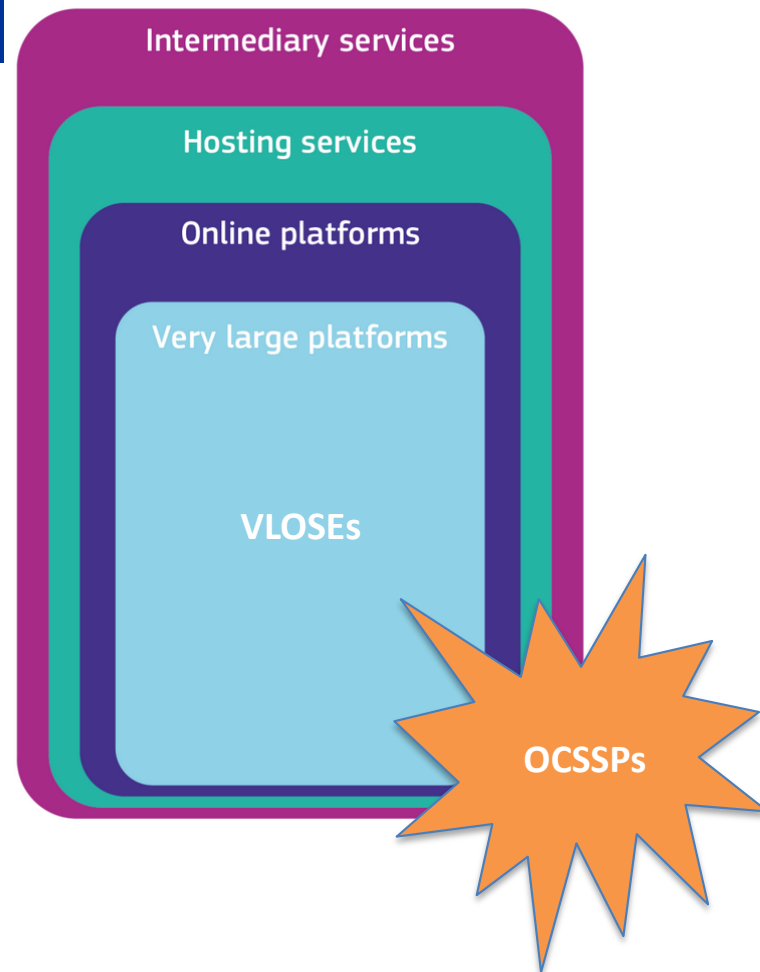 Intermediary services
Hosting services
Online platforms
Very large platforms
VLOSEs
OCSSPs